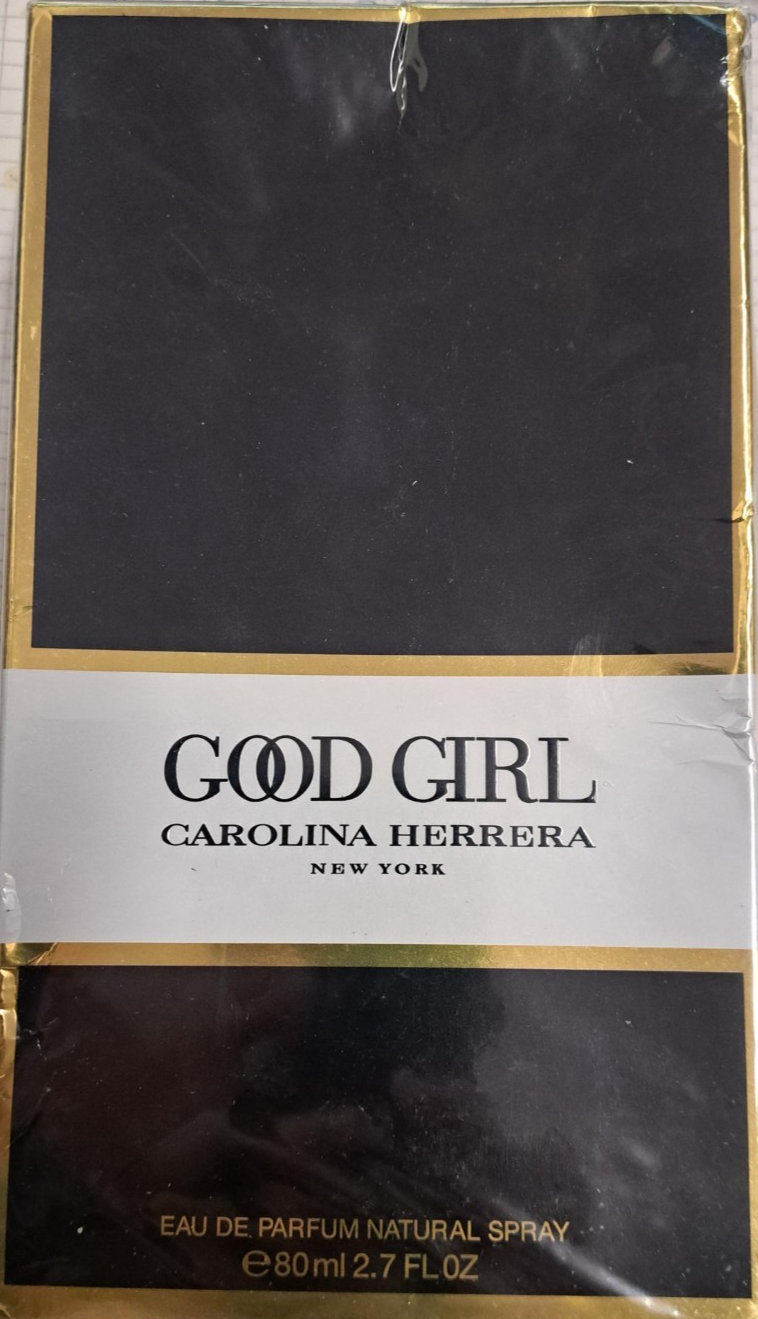 GOOD GIRL
CAROLINA HERRERA
NEW YORK
EAU DE PARFUM NATURAL SPRAY
℮80ml 2.7 FL OZ